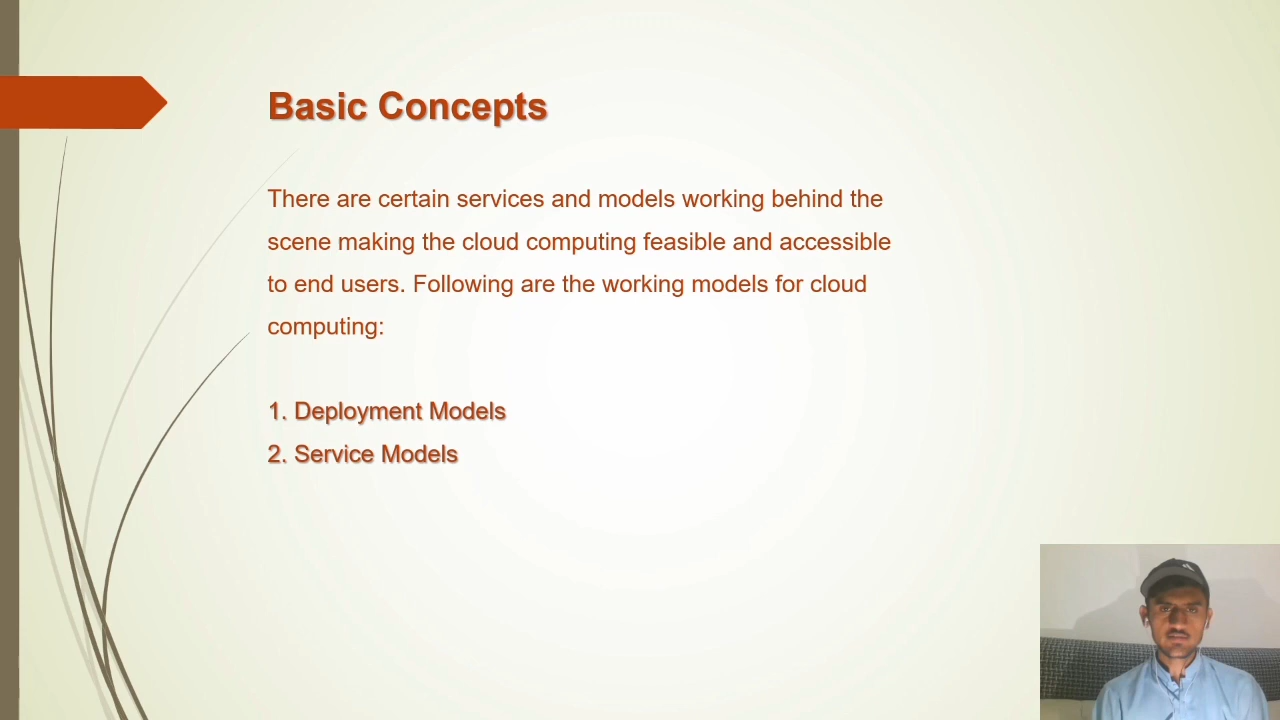 Basic Concepts
There are certain services and models working behind the
scene making the cloud computing feasible and accessible
to end users. Following are the working models for cloud
computing:
1. Deployment Models
2. Service Models